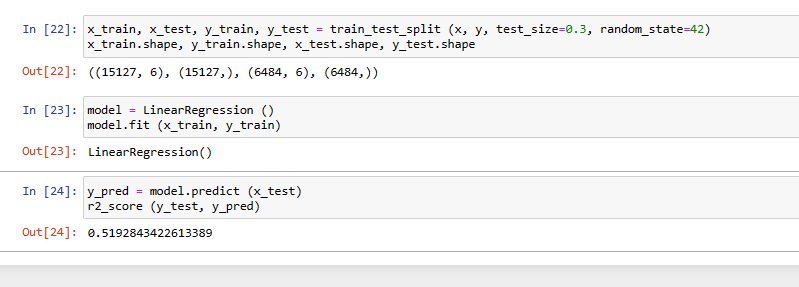 In [22]: x_train, x_test, y_train, y_test = train_test_split (x, y, test_size=0.3, random_state=42)
x_train.shape, y_train.shape, x_test.shape, y_test.shape
Out[22]: ((15127, 6), (15127,), (6484, 6), (6484,))
In [23]: model = LinearRegression ()
model.fit (x_train, y_train)
Out[23]: LinearRegression()
In [24]: y_pred = model.predict (x_test)
r2_score (y_test, y_pred)
Out[24]: 0.5192843422613389